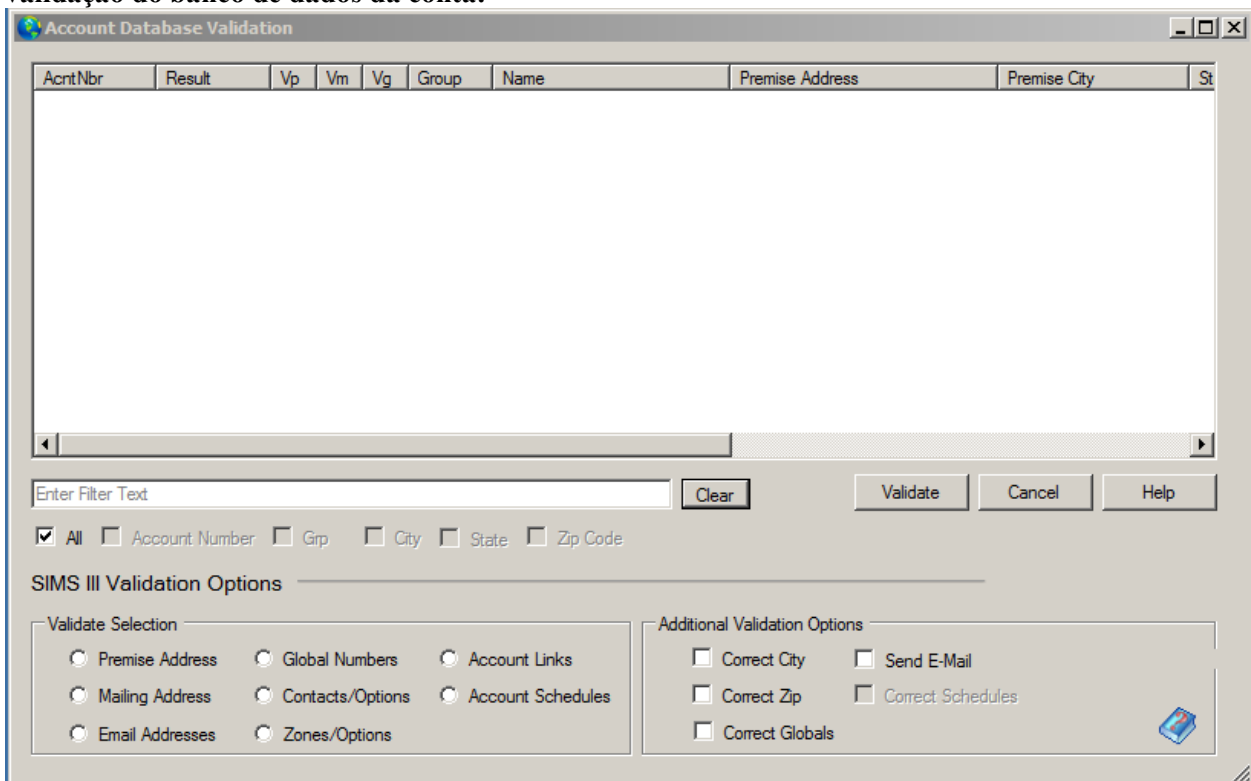 Validação do banco de dados da conta:
Account Database Validation
AcntNbr Result Vp Vm Vg Group Name Premise Address Premise City St
Enter Filter Text Clear Validate Cancel Help
All Account Number Grp City State Zip Code
SIMS III Validation Options
Validate Selection Additional Validation Options
Premise Address Global Numbers Account Links Correct City Send E-Mail
Mailing Address Contacts/Options Account Schedules Correct Zip Correct Schedules
Email Addresses Zones/Options Correct Globals